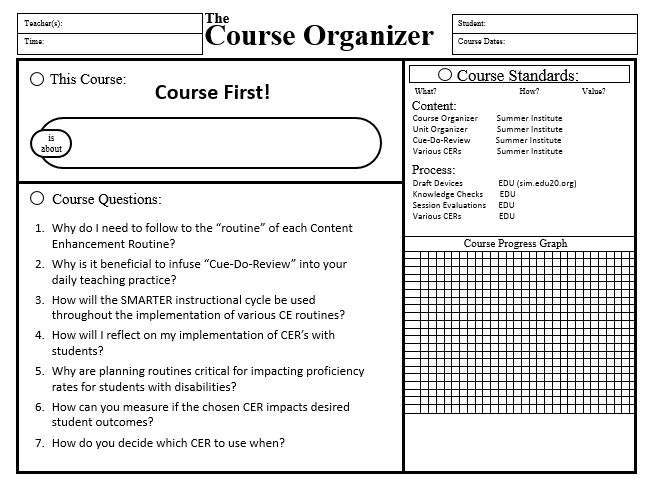 Teacher(s):
Time:
The
Course Organizer
Student:
Course Dates:
This Course:
Course First!
is
about
Course Questions:
1. Why do I need to follow to the “routine” of each Content
Enhancement Routine?
2. Why is it beneficial to infuse “Cue-Do-Review” into your
daily teaching practice?
3. How will the SMARTER instructional cycle be used
throughout the implementation of various CE routines?
4. How will I reflect on my implementation of CER’s with
students?
5. Why are planning routines critical for impacting proficiency
rates for students with disabilities?
6. How can you measure if the chosen CER impacts desired
student outcomes?
7. How do you decide which CER to use when?
Course Standards:
What? How? Value?
Content:
Course Organizer Summer Institute
Unit Organizer Summer Institute
Cue-Do-Review Summer Institute
Various CERs Summer Institute
Process:
Draft Devices EDU (sim.edu20.org)
Knowledge Checks EDU
Session Evaluations EDU
Various CERs EDU
Course Progress Graph